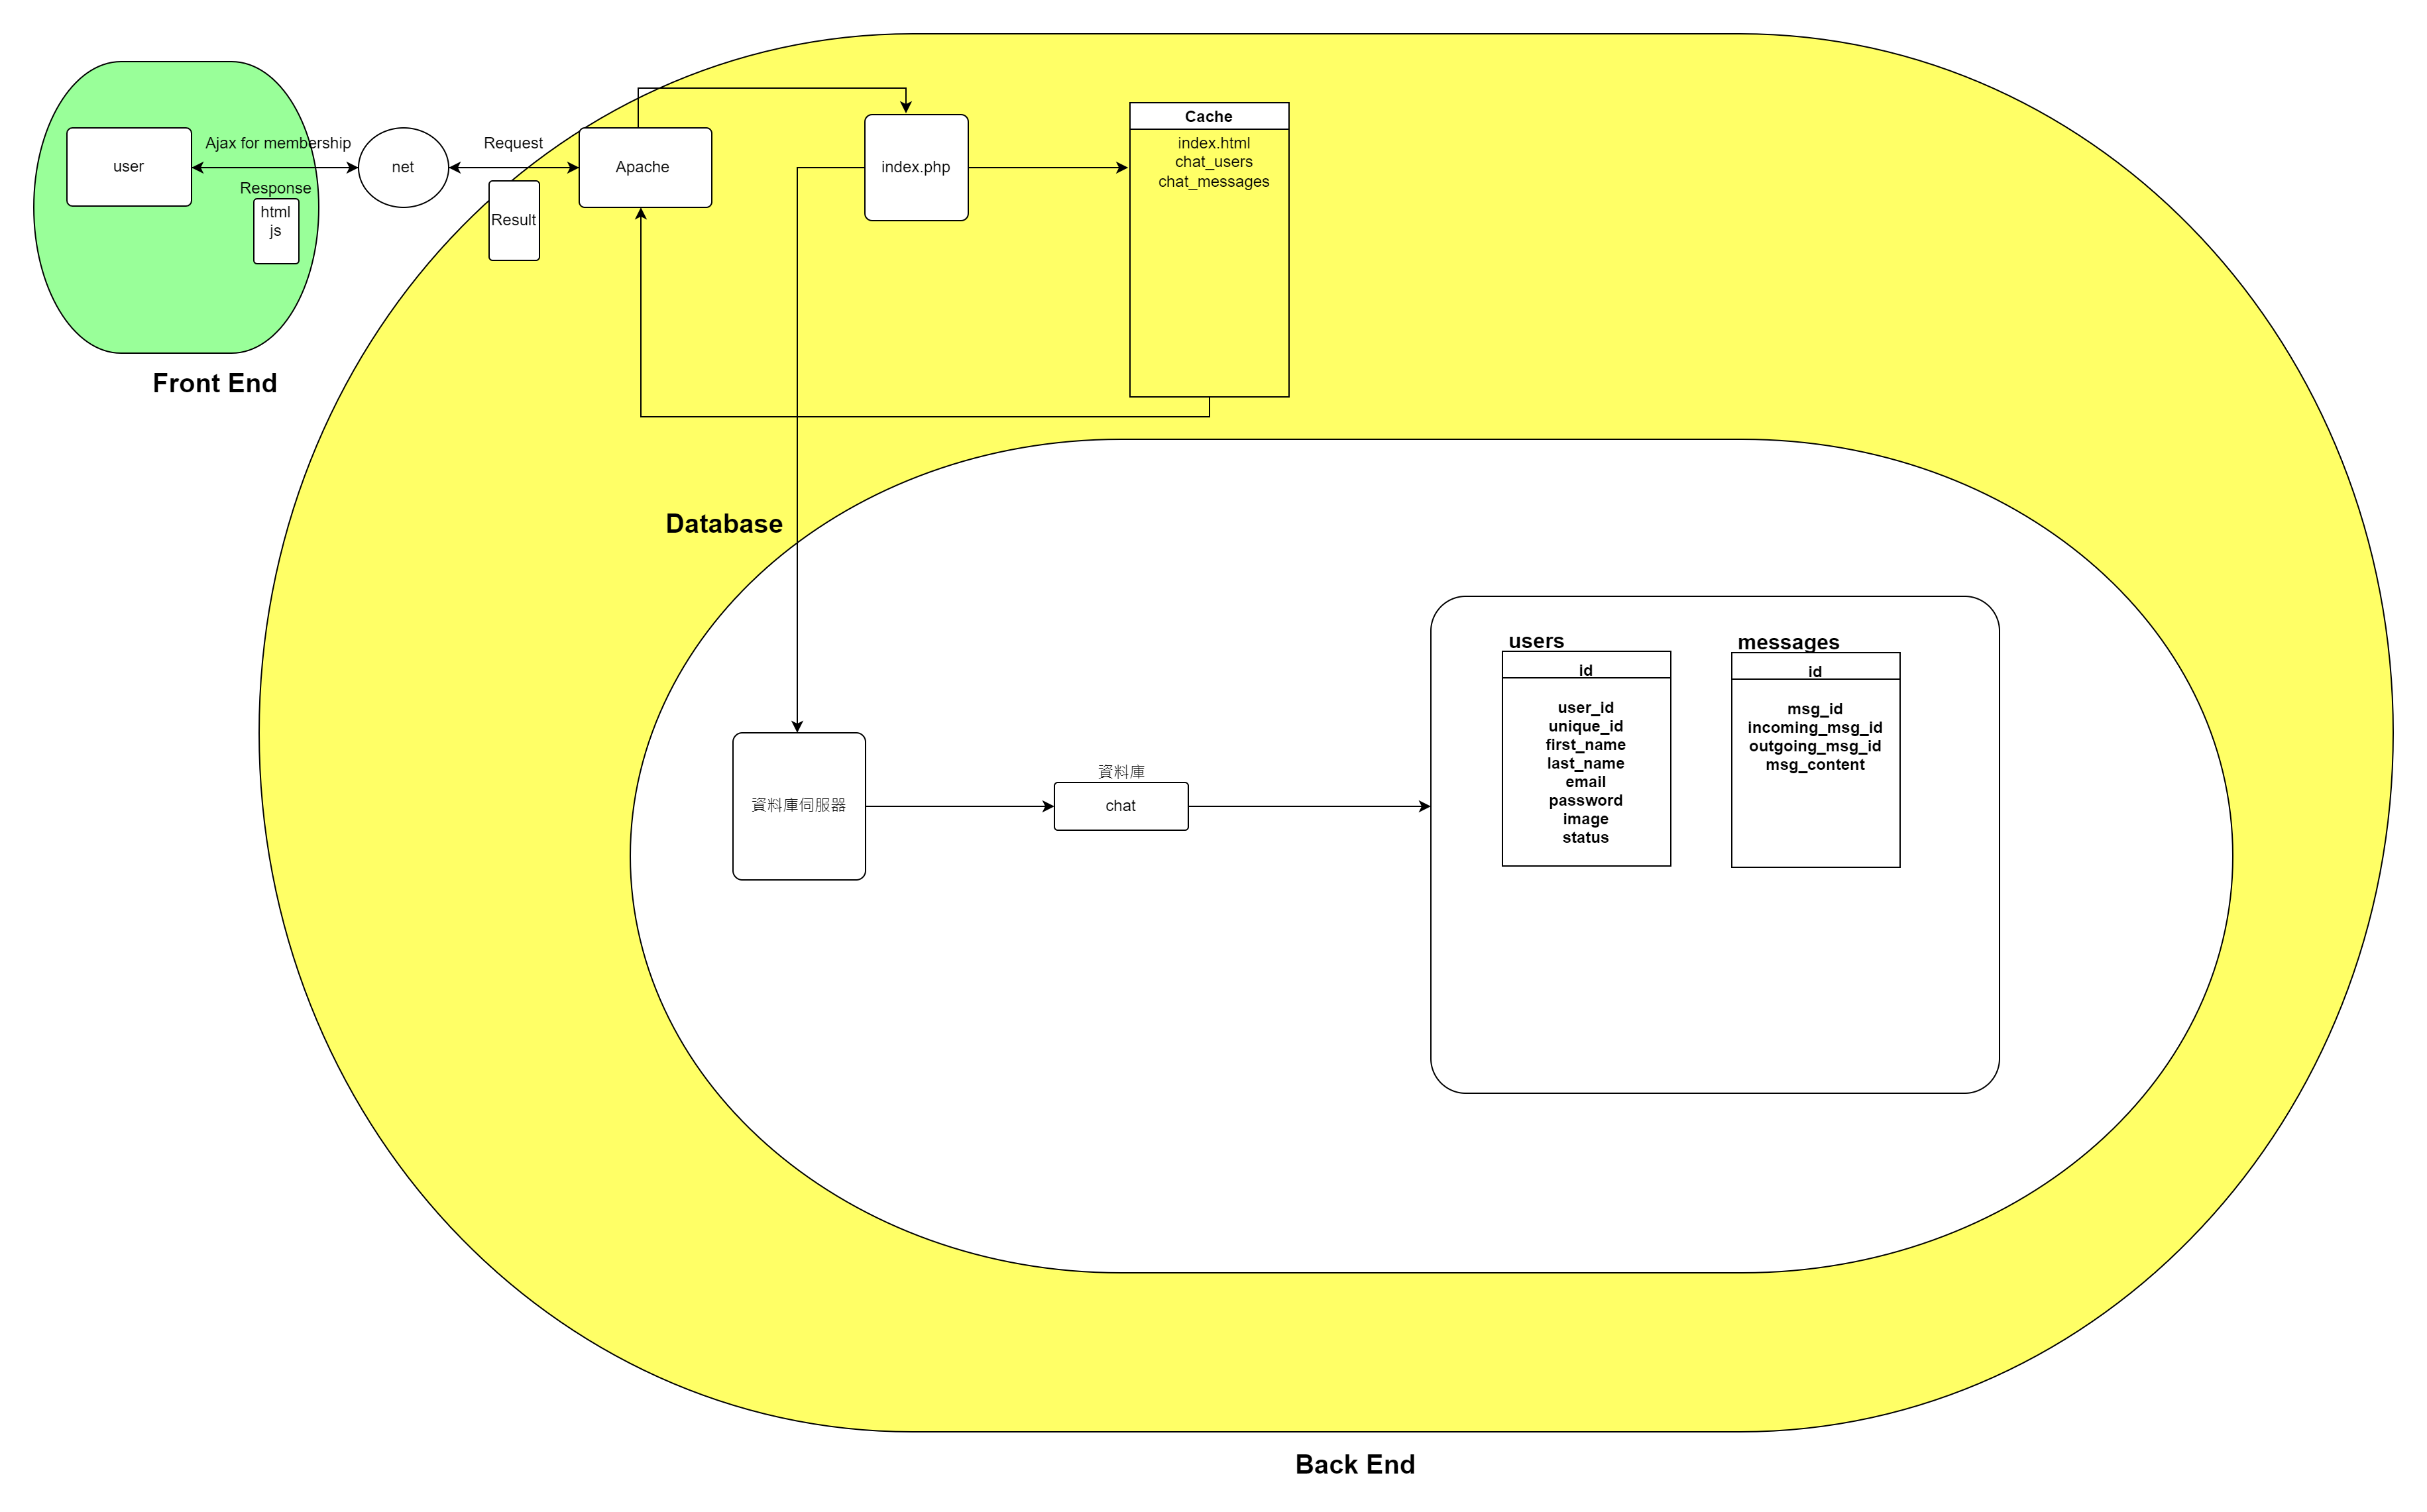 user
Ajax for membership
Response
html
js
Front End
net
Request
Result
Apache
index.php
Cache
index.html
chat_users
chat_messages
Database
資料庫伺服器
資料庫
chat
users
id
user_id
unique_id
first_name
last_name
email
password
image
status
messages
id
msg_id
incoming_msg_id
outgoing_msg_id
msg_content
Back End